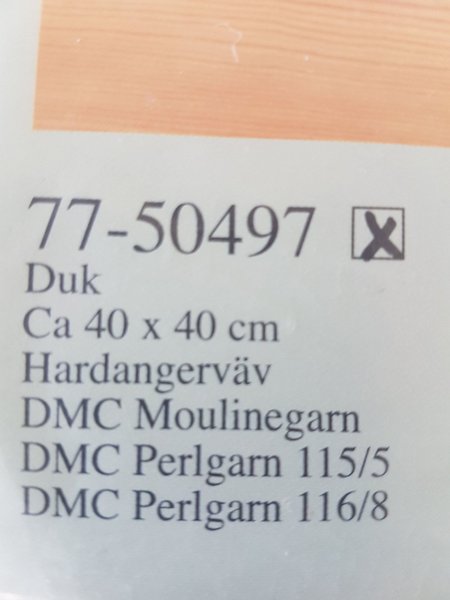 77-50497
Duk
Ca 40 x 40 cm
Hardangerväv
DMC Moulinegarn
DMC Perlgarn 115/5
DMC Perlgarn 116/8